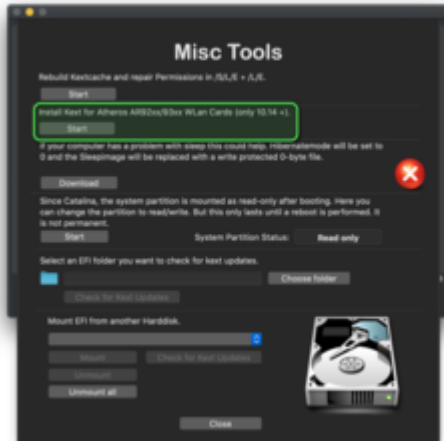 Misc Tools
Rebuild Kextcache and repair Permissions in /S/L/E + /L/E.
Start
Install Kext for Atheros AR92xx/93xx WLan Cards (only 10.14 +).
Start
If your computer has a problem with sleep this could help. Hibernatemode will be set
to 0 and the Sleepimage will be replaced with a write protected 0-byte file.
Download
Since Catalina, the system partition is mounted as read-only after booting. Here you
can change the partition to read/write. But this only lasts until a reboot is performed. It
is not permanent.
Start
System Partition Status:
Read only
Select an EFI folder you want to check for kext updates.
Choose folder
Check for Kext Updates
Mount EFI from another Harddisk.
Mount
Check for Kext Updates
Unmount
Unmount all
Close